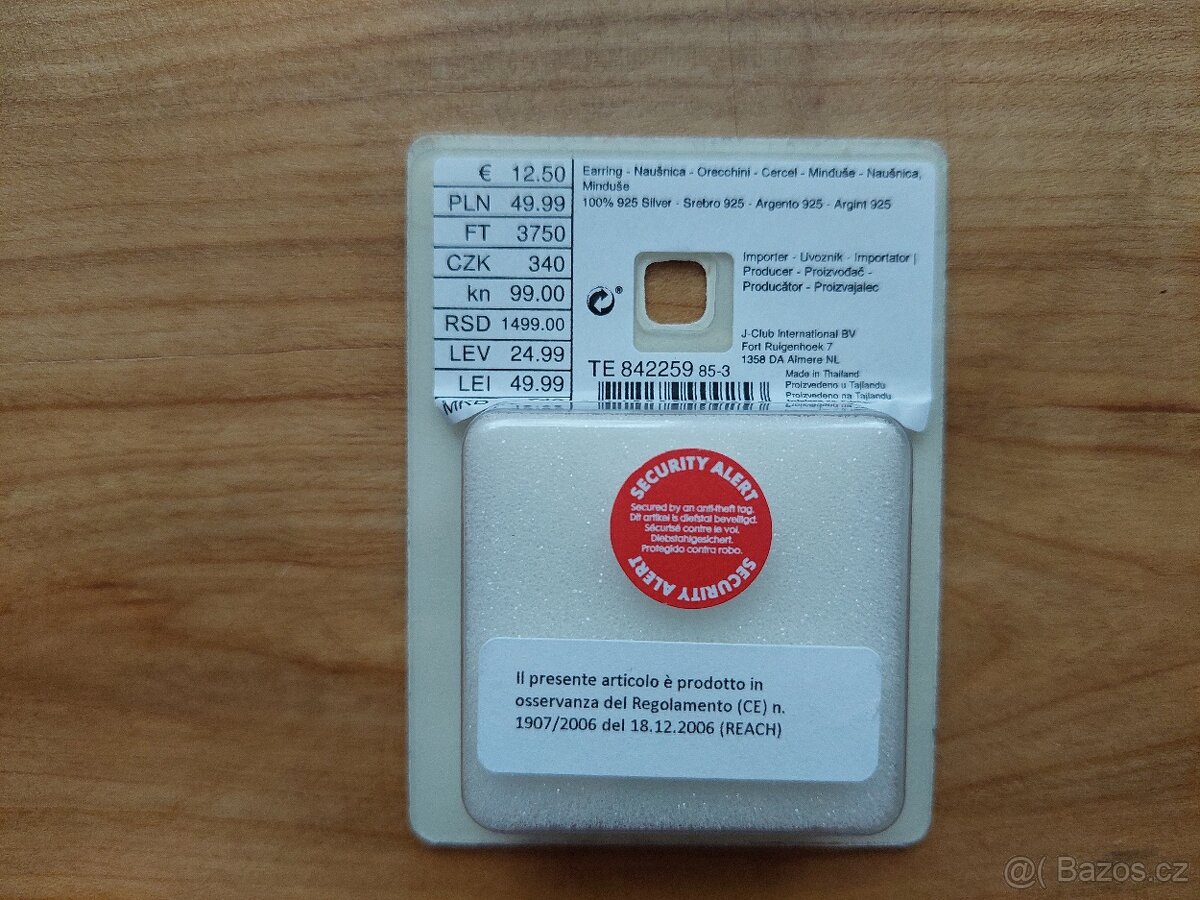 € 12.50
PLN 49.99
FT 3750
CZK 340
kn 99.00
RSD 1499.00
LEV 24.99
LEI 49.99
Earring - Naušnica - Orecchini - Cercel - Minđuše - Naušnica,
Minđuše
100% 925 Silver - Srebro 925 - Argento 925 - Argint 925
Importer - Uvoznik - Importator |
Producer - Proizvođač -
Producător - Proizvajalec
J-Club International BV
Fort Ruigenhoek 7
1358 DA Almere NL
TE 842259 85-3
Made in Thailand
Proizvedeno u Tajlandu
Proizvedeno na Tajlandu
SECURITY ALERT
Secured by an anti-theft tag.
Dit artikel is diefstal beveiligd.
Sécurisé contre le vol.
Diebstahlgesichert.
Protegido contra robo.
SECURITY ALERT
Il presente articolo è prodotto in
osservanza del Regolamento (CE) n.
1907/2006 del 18.12.2006 (REACH)
@( Bazos.cz